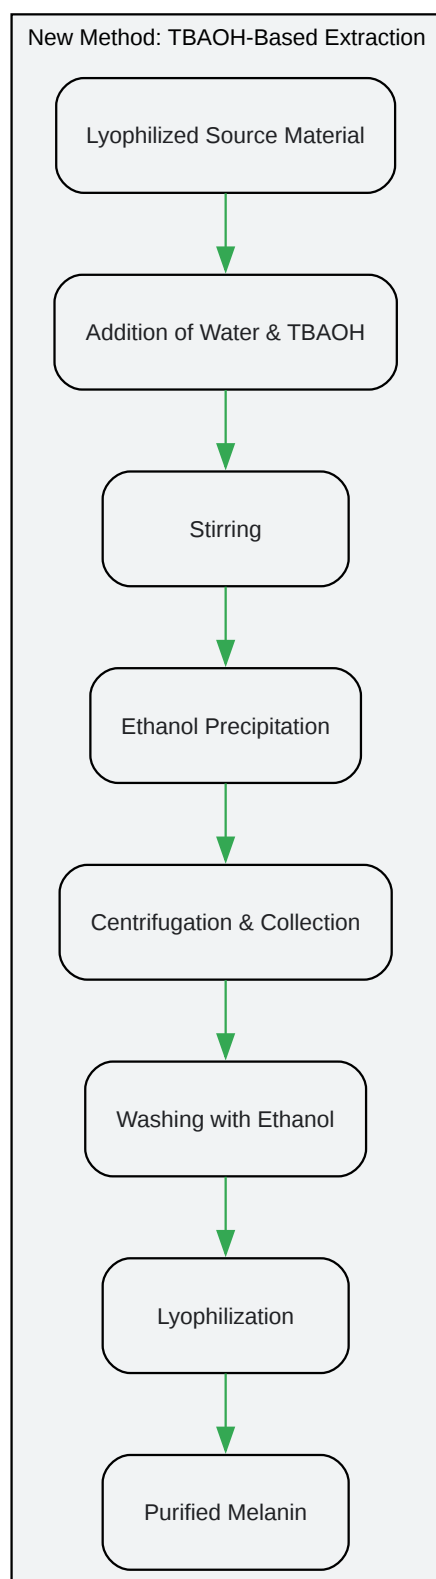 New Method: TBAOH-Based Extraction
Lyophilized Source Material
Addition of Water & TBAOH
Stirring
Ethanol Precipitation
Centrifugation & Collection
Washing with Ethanol
Lyophilization
Purified Melanin